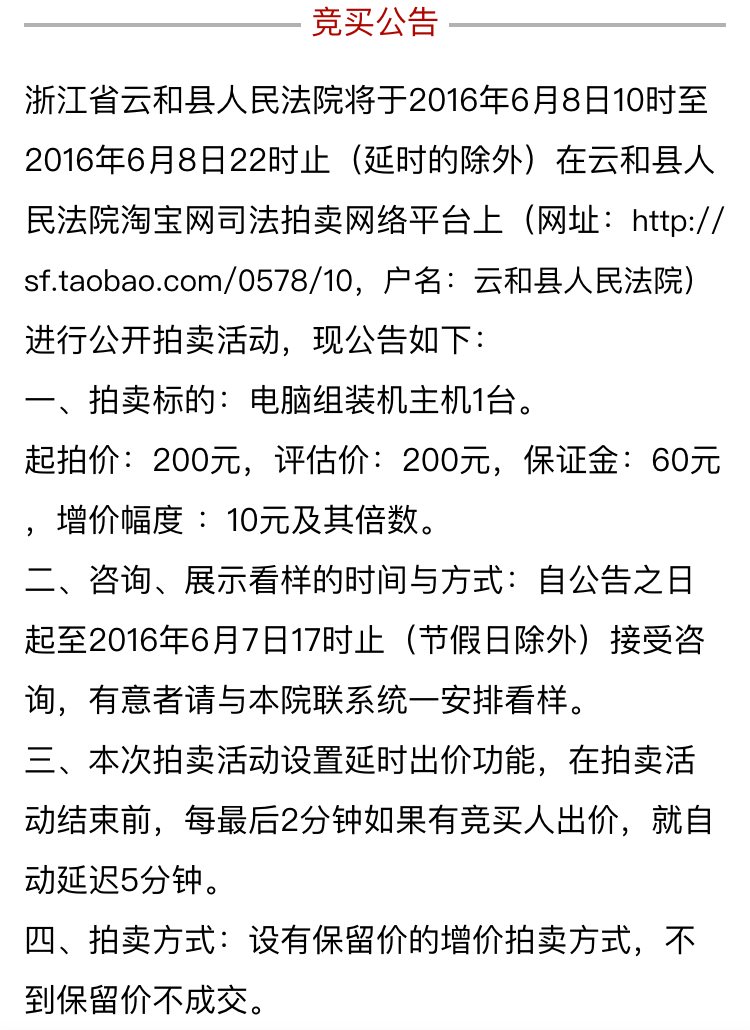 竞买公告
浙江省云和县人民法院将于2016年6月8日10时至
2016年6月8日22时止（延时的除外）在云和县人
民法院淘宝网司法拍卖网络平台上（网址：http://
sf.taobao.com/0578/10，户名：云和县人民法院）
进行公开拍卖活动，现公告如下：
一、拍卖标的：电脑组装机主机1台。
起拍价：200元，评估价：200元，保证金：60元
，增价幅度 ：10元及其倍数。
二、咨询、展示看样的时间与方式：自公告之日
起至2016年6月7日17时止（节假日除外）接受咨
询，有意者请与本院联系统一安排看样。
三、本次拍卖活动设置延时出价功能，在拍卖活
动结束前，每最后2分钟如果有竞买人出价，就自
动延迟5分钟。
四、拍卖方式：设有保留价的增价拍卖方式，不
到保留价不成交。